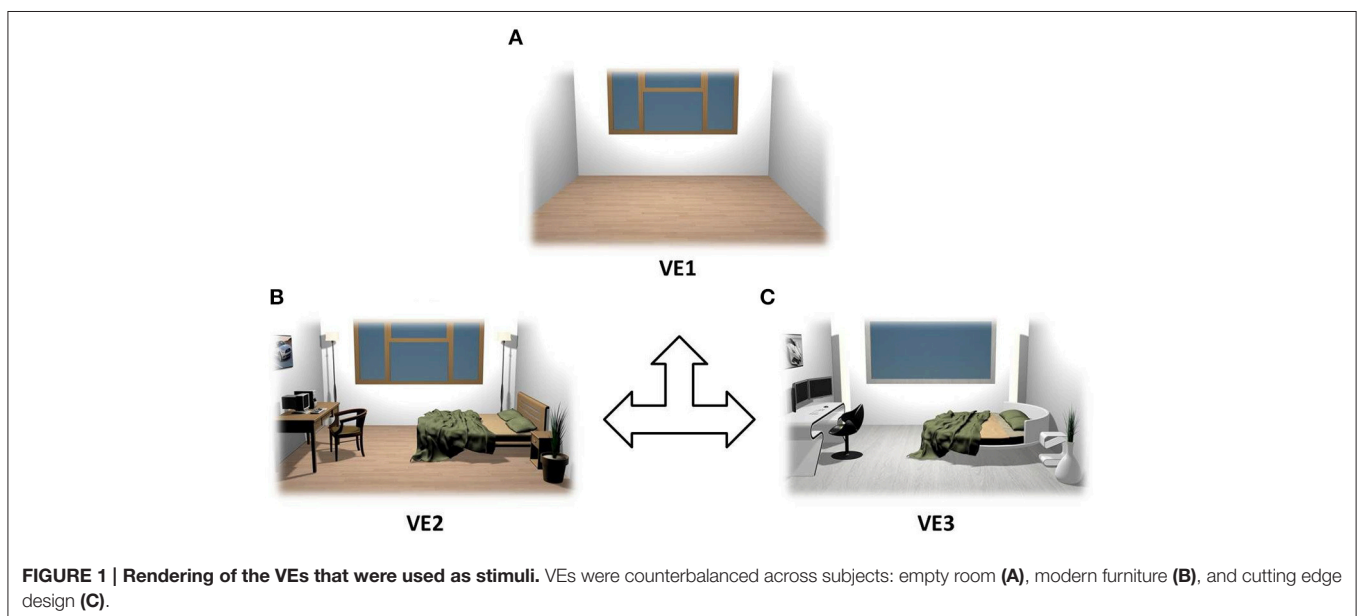 A
VE1
B
C
VE2
VE3
FIGURE 1 | Rendering of the VEs that were used as stimuli. VEs were counterbalanced across subjects: empty room (A), modern furniture (B), and cutting edge
design (C).